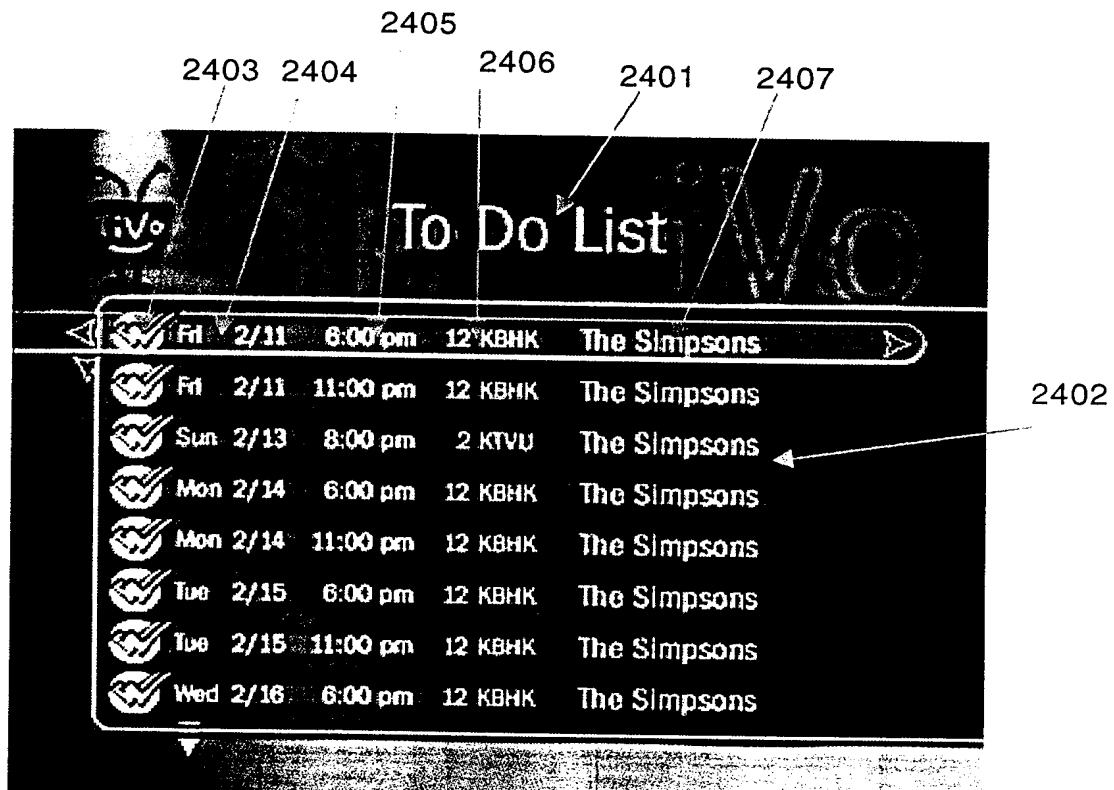 2405
2403 2404 2406 2401 2407
TiVo
To Do List
TiVo
Fri 2/11 6:00 pm 12 KBHK The Simpsons
Fri 2/11 11:00 pm 12 KBHK The Simpsons
2402
Sun 2/13 8:00 pm 2 KTVU The Simpsons
Mon 2/14 6:00 pm 12 KBHK The Simpsons
Mon 2/14 11:00 pm 12 KBHK The Simpsons
Tue 2/15 6:00 pm 12 KBHK The Simpsons
Tue 2/15 11:00 pm 12 KBHK The Simpsons
Wed 2/16 6:00 pm 12 KBHK The Simpsons